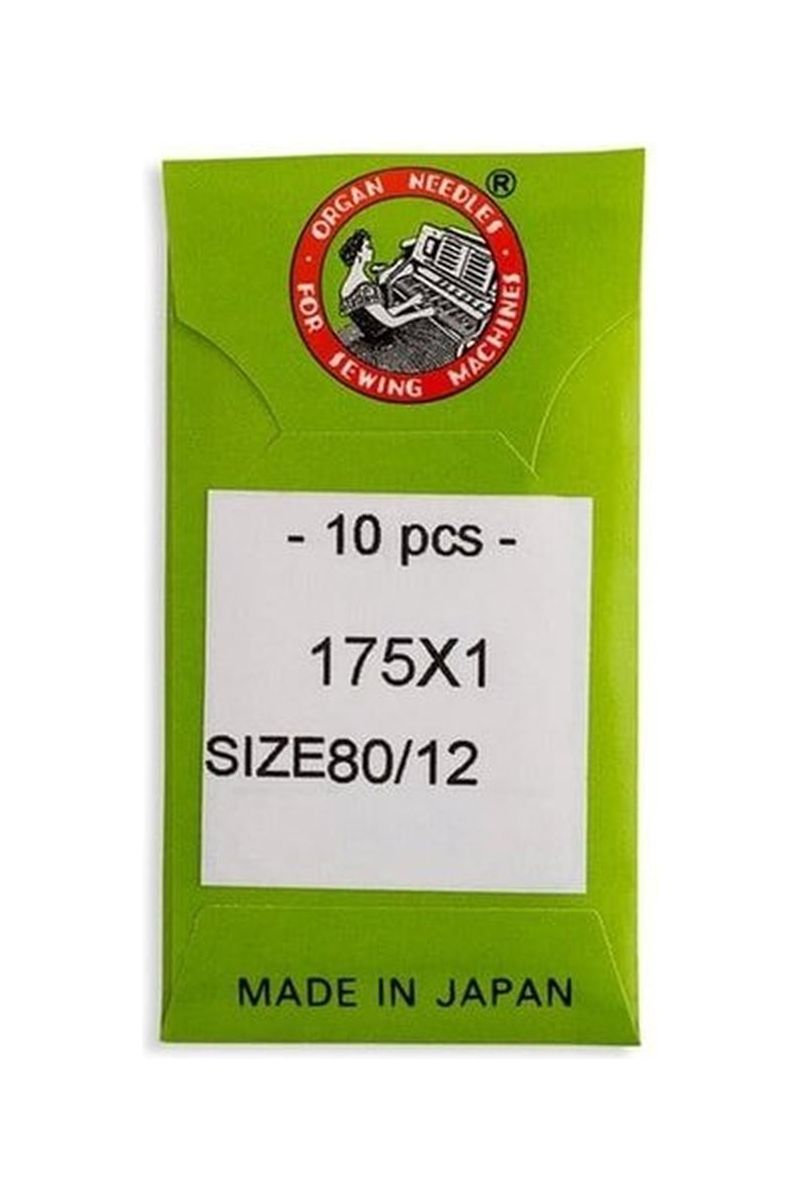 ORGAN NEEDLES ®
FOR SEWING MACHINES
- 10 pcs -
175X1
SIZE80/12
MADE IN JAPAN